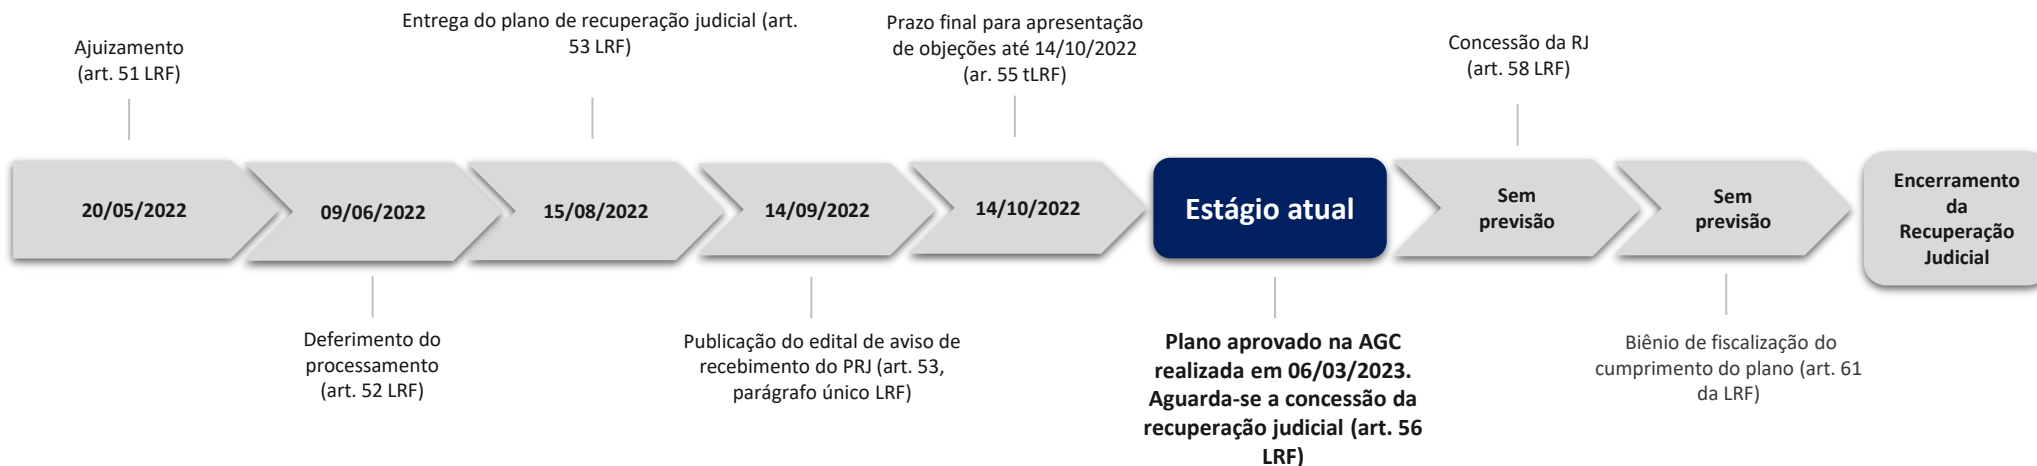 Ajuizamento
(art. 51 LRF)
Entrega do plano de recuperação judicial (art.
53 LRF)
Prazo final para apresentação
de objeções até 14/10/2022
(ar. 55 tLRF)
Concessão da RJ
(art. 58 LRF)
20/05/2022
09/06/2022
15/08/2022
14/09/2022
14/10/2022
Estágio atual
Sem
previsão
Sem
previsão
Encerramento
da
Recuperação
Judicial
Deferimento do
processamento
(art. 52 LRF)
Publicação do edital de aviso de
recebimento do PRJ (art. 53,
parágrafo único LRF)
Plano aprovado na AGC
realizada em 06/03/2023.
Aguarda-se a concessão da
recuperação judicial (art. 56
LRF)
Biênio de fiscalização do
cumprimento do plano (art. 61
da LRF)